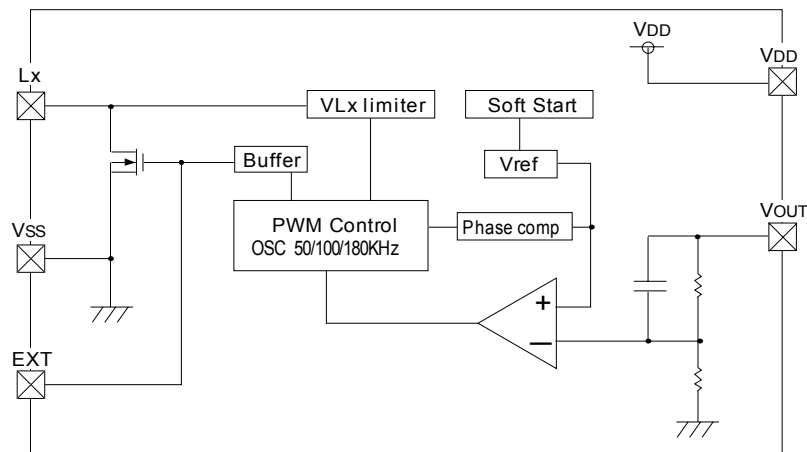 VDD
VDD
Lx
VLx limiter
Soft Start
Buffer
Vref
PWM Control
OSC 50/100/180KHz
Phase comp
VSS
VOUT
+
−
EXT